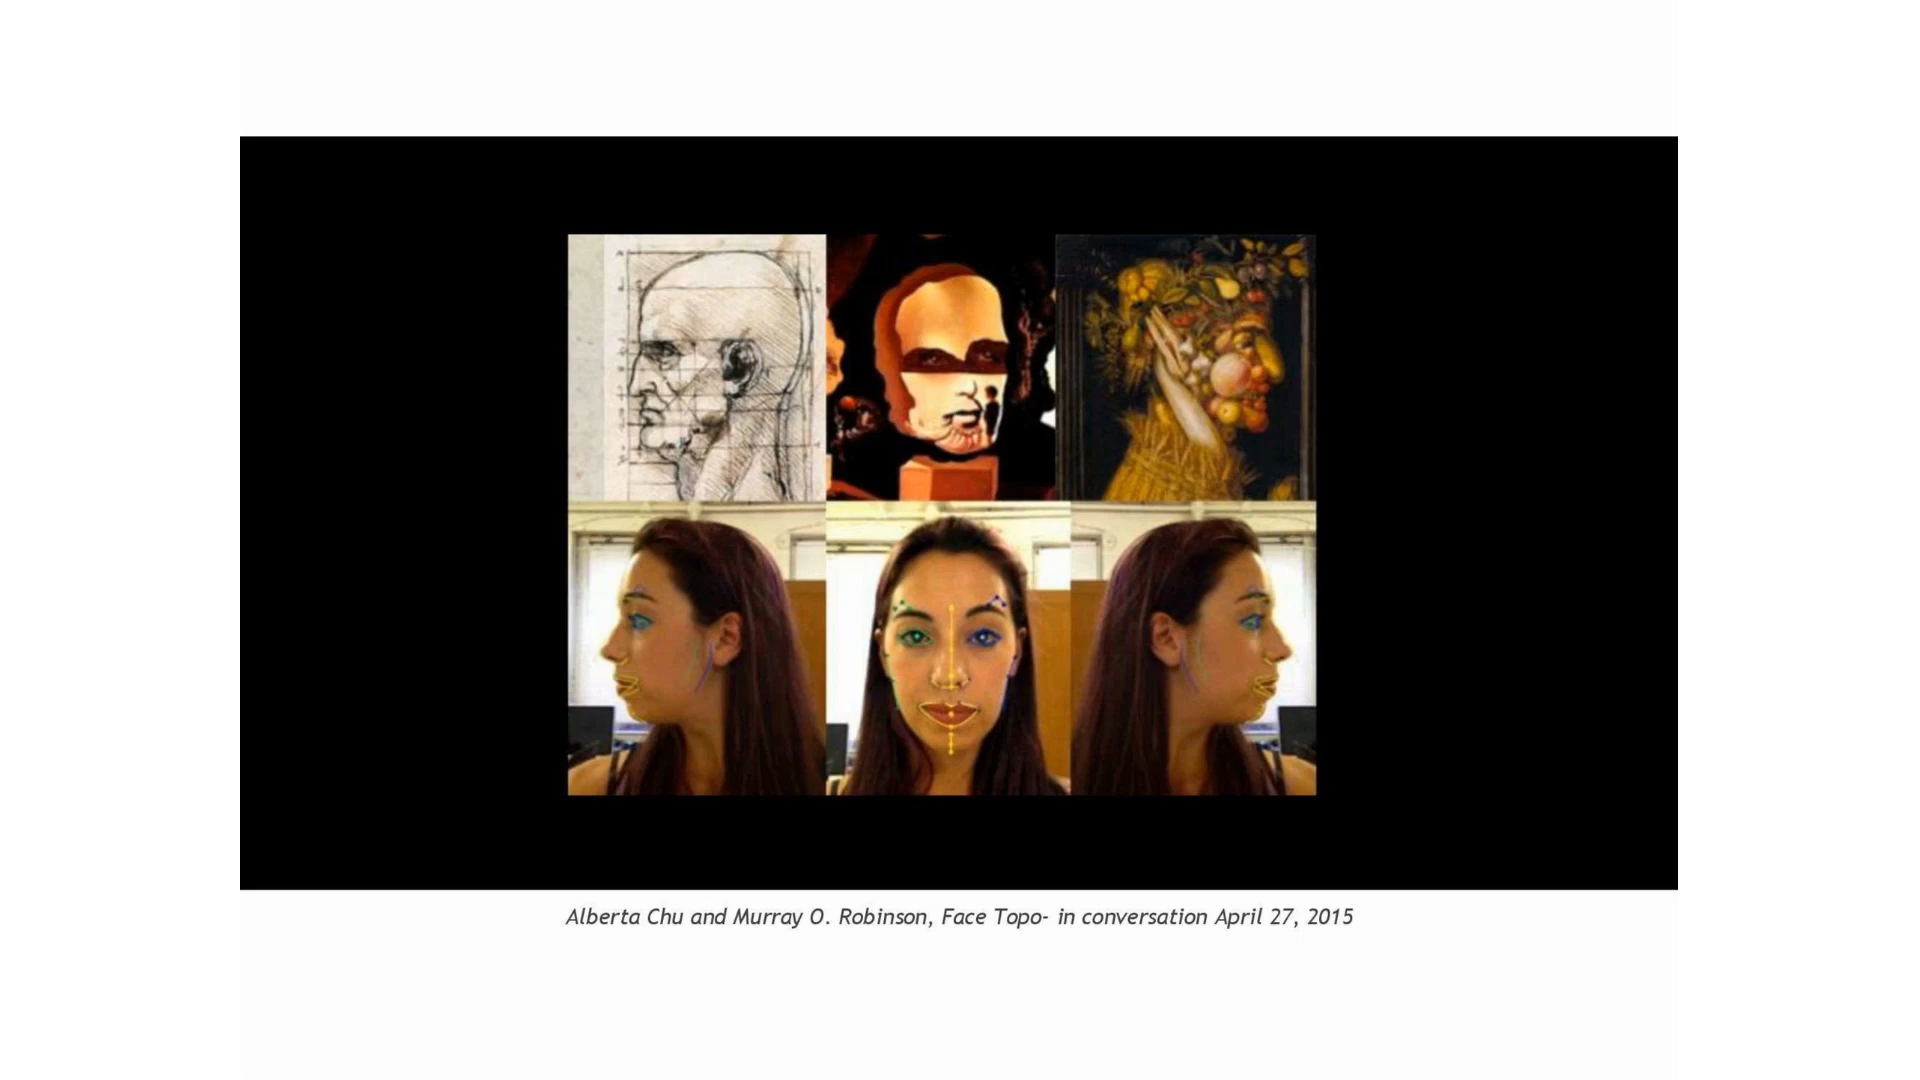 Alberta Chu and Murray O. Robinson, Face Topo- in conversation April 27, 2015